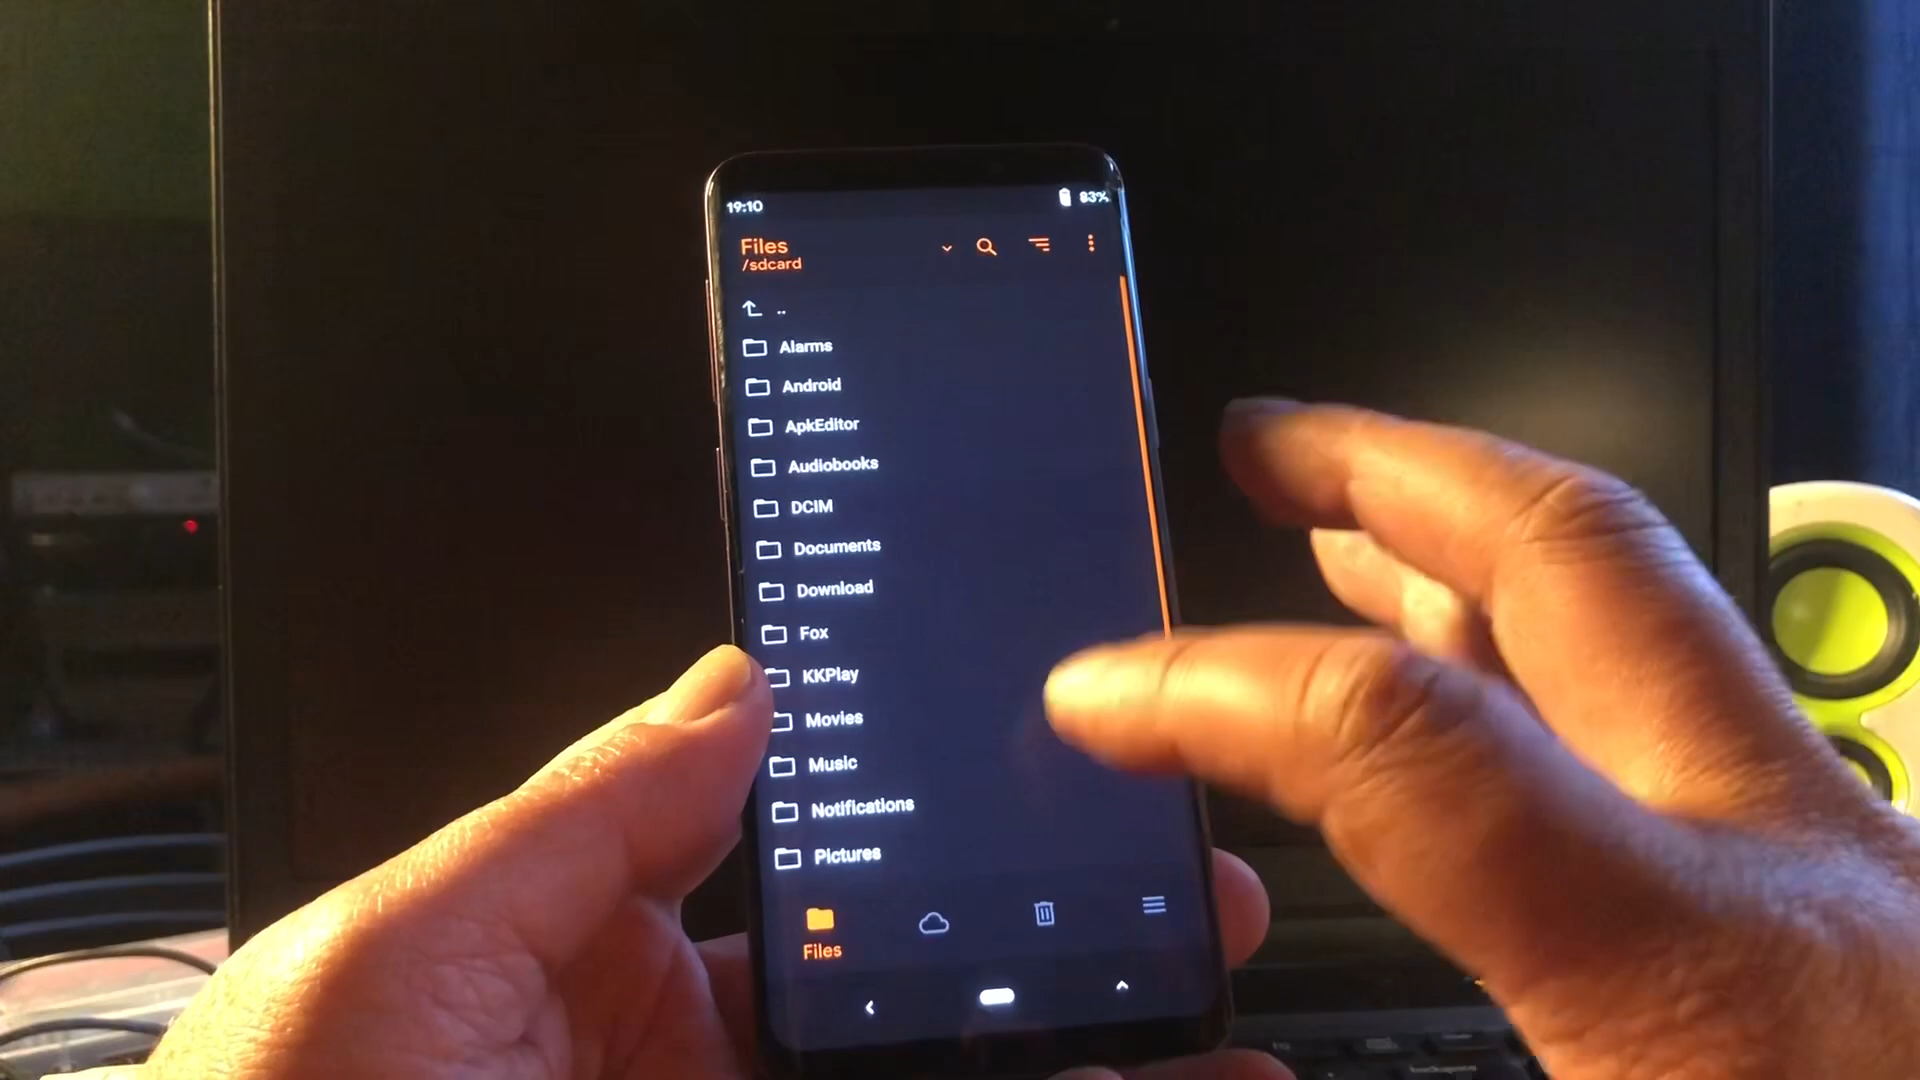 19:10
83%
Files
/sdcard
..
Alarms
Android
ApkEditor
Audiobooks
DCIM
Documents
Download
Fox
KKPlay
Movies
Music
Notifications
Pictures
Files